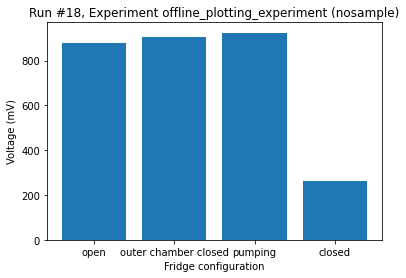 Run #18, Experiment offline_plotting_experiment (nosample)
Voltage (mV)
800
600
400
200
0
open outer chamber closed pumping closed
Fridge configuration